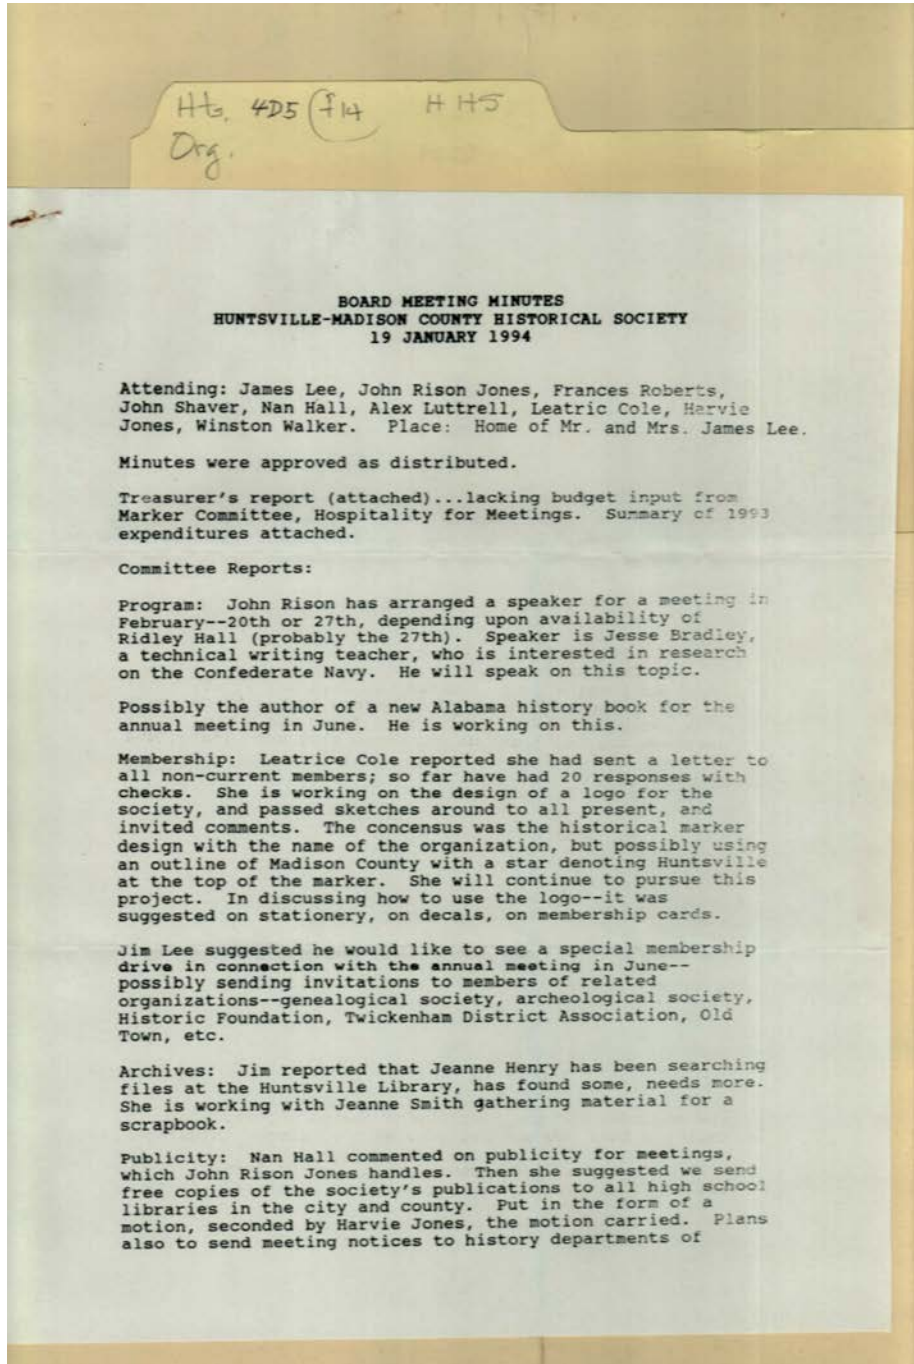 Hts. 4D5 (f14 HHS
Org.
BOARD MEETING MINUTES
HUNTSVILLE-MADISON COUNTY HISTORICAL SOCIETY
19 JANUARY 1994
Attending: James Lee, John Rison Jones, Frances Roberts,
John Shaver, Nan Hall, Alex Luttrell, Leatric Cole, Harvie
Jones, Winston Walker. Place: Home of Mr. and Mrs. James Lee.
Minutes were approved as distributed.
Treasurer's report (attached)...lacking budget input from
Marker Committee, Hospitality for Meetings. Summary of 1993
expenditures attached.
Committee Reports:
Program: John Rison has arranged a speaker for a meeting in
February--20th or 27th, depending upon availability of
Ridley Hall (probably the 27th). Speaker is Jesse Bradley,
a technical writing teacher, who is interested in research
on the Confederate Navy. He will speak on this topic.
Possibly the author of a new Alabama history book for the
annual meeting in June. He is working on this.
Membership: Leatrice Cole reported she had sent a letter to
all non-current members; so far have had 20 responses with
checks. She is working on the design of a logo for the
society, and passed sketches around to all present, and
invited comments. The concensus was the historical marker
design with the name of the organization, but possibly using
an outline of Madison County with a star denoting Huntsville
at the top of the marker. She will continue to pursue this
project. In discussing how to use the logo--it was
suggested on stationery, on decals, on membership cards.
Jim Lee suggested he would like to see a special membership
drive in connection with the annual meeting in June--
possibly sending invitations to members of related
organizations--genealogical society, archeological society,
Historic Foundation, Twickenham District Association, Old
Town, etc.
Archives: Jim reported that Jeanne Henry has been searching
files at the Huntsville Library, has found some, needs more.
She is working with Jeanne Smith gathering material for a
scrapbook.
Publicity: Nan Hall commented on publicity for meetings,
which John Rison Jones handles. Then she suggested we send
free copies of the society's publications to all high school
libraries in the city and county. Put in the form of a
motion, seconded by Harvie Jones, the motion carried. Plans
also to send meeting notices to history departments of